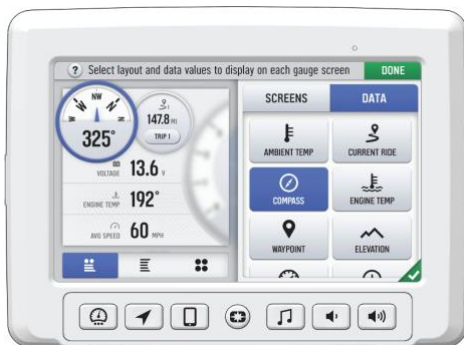 ? Select layout and data values to display on each gauge screen DONE
NW
W N
325°
1
147.8 MI
TRIP 1
VOLTAGE 13.6 V
ENGINE TEMP 192°
AVG SPEED 60 MPH
SCREENS DATA
AMBIENT TEMP CURRENT RIDE
COMPASS ENGINE TEMP
WAYPOINT ELEVATION